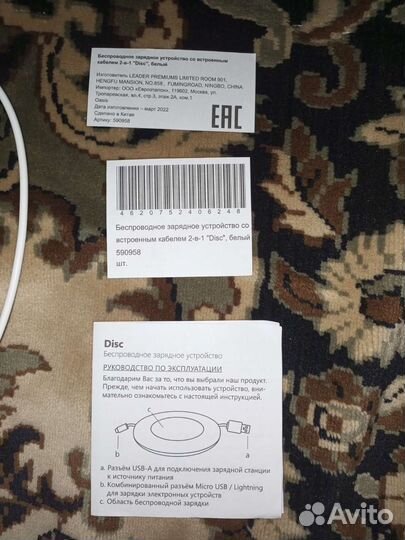 Беспроводное зарядное устройство со встроенным
кабелем 2-в-1 "Disc", белый
Изготовитель LEADER PREMIUMS LIMITED ROOM 901,
HENGFU MANSION, NO.858, FUMINGROAD, NINGBO, CHINA
Импортер: ООО «Европапон», 119602, Москва, ул.
Тропаревская, вл.4, стр.3, этаж 2А, ком.1
Oasis
Дата изготовления – март 2022
Сделано в Китае
Артикул: 590958
EAC
4620752406246
Беспроводное зарядное устройство со
встроенным кабелем 2-в-1 "Disc", белый
590958
шт.
Disc
Беспроводное зарядное устройство
РУКОВОДСТВО ПО ЭКСПЛУАТАЦИИ
Благодарим Вас за то, что вы выбрали наш продукт.
Прежде, чем начать использовать устройство, вни-
мательно ознакомьтесь с настоящей инструкцией.
c
b
a
a. Разъём USB-A для подключения зарядной станции
к источнику питания
b. Комбинированный разъём Micro USB / Lightning
для зарядки электронных устройств
c. Область беспроводной зарядки
Avito